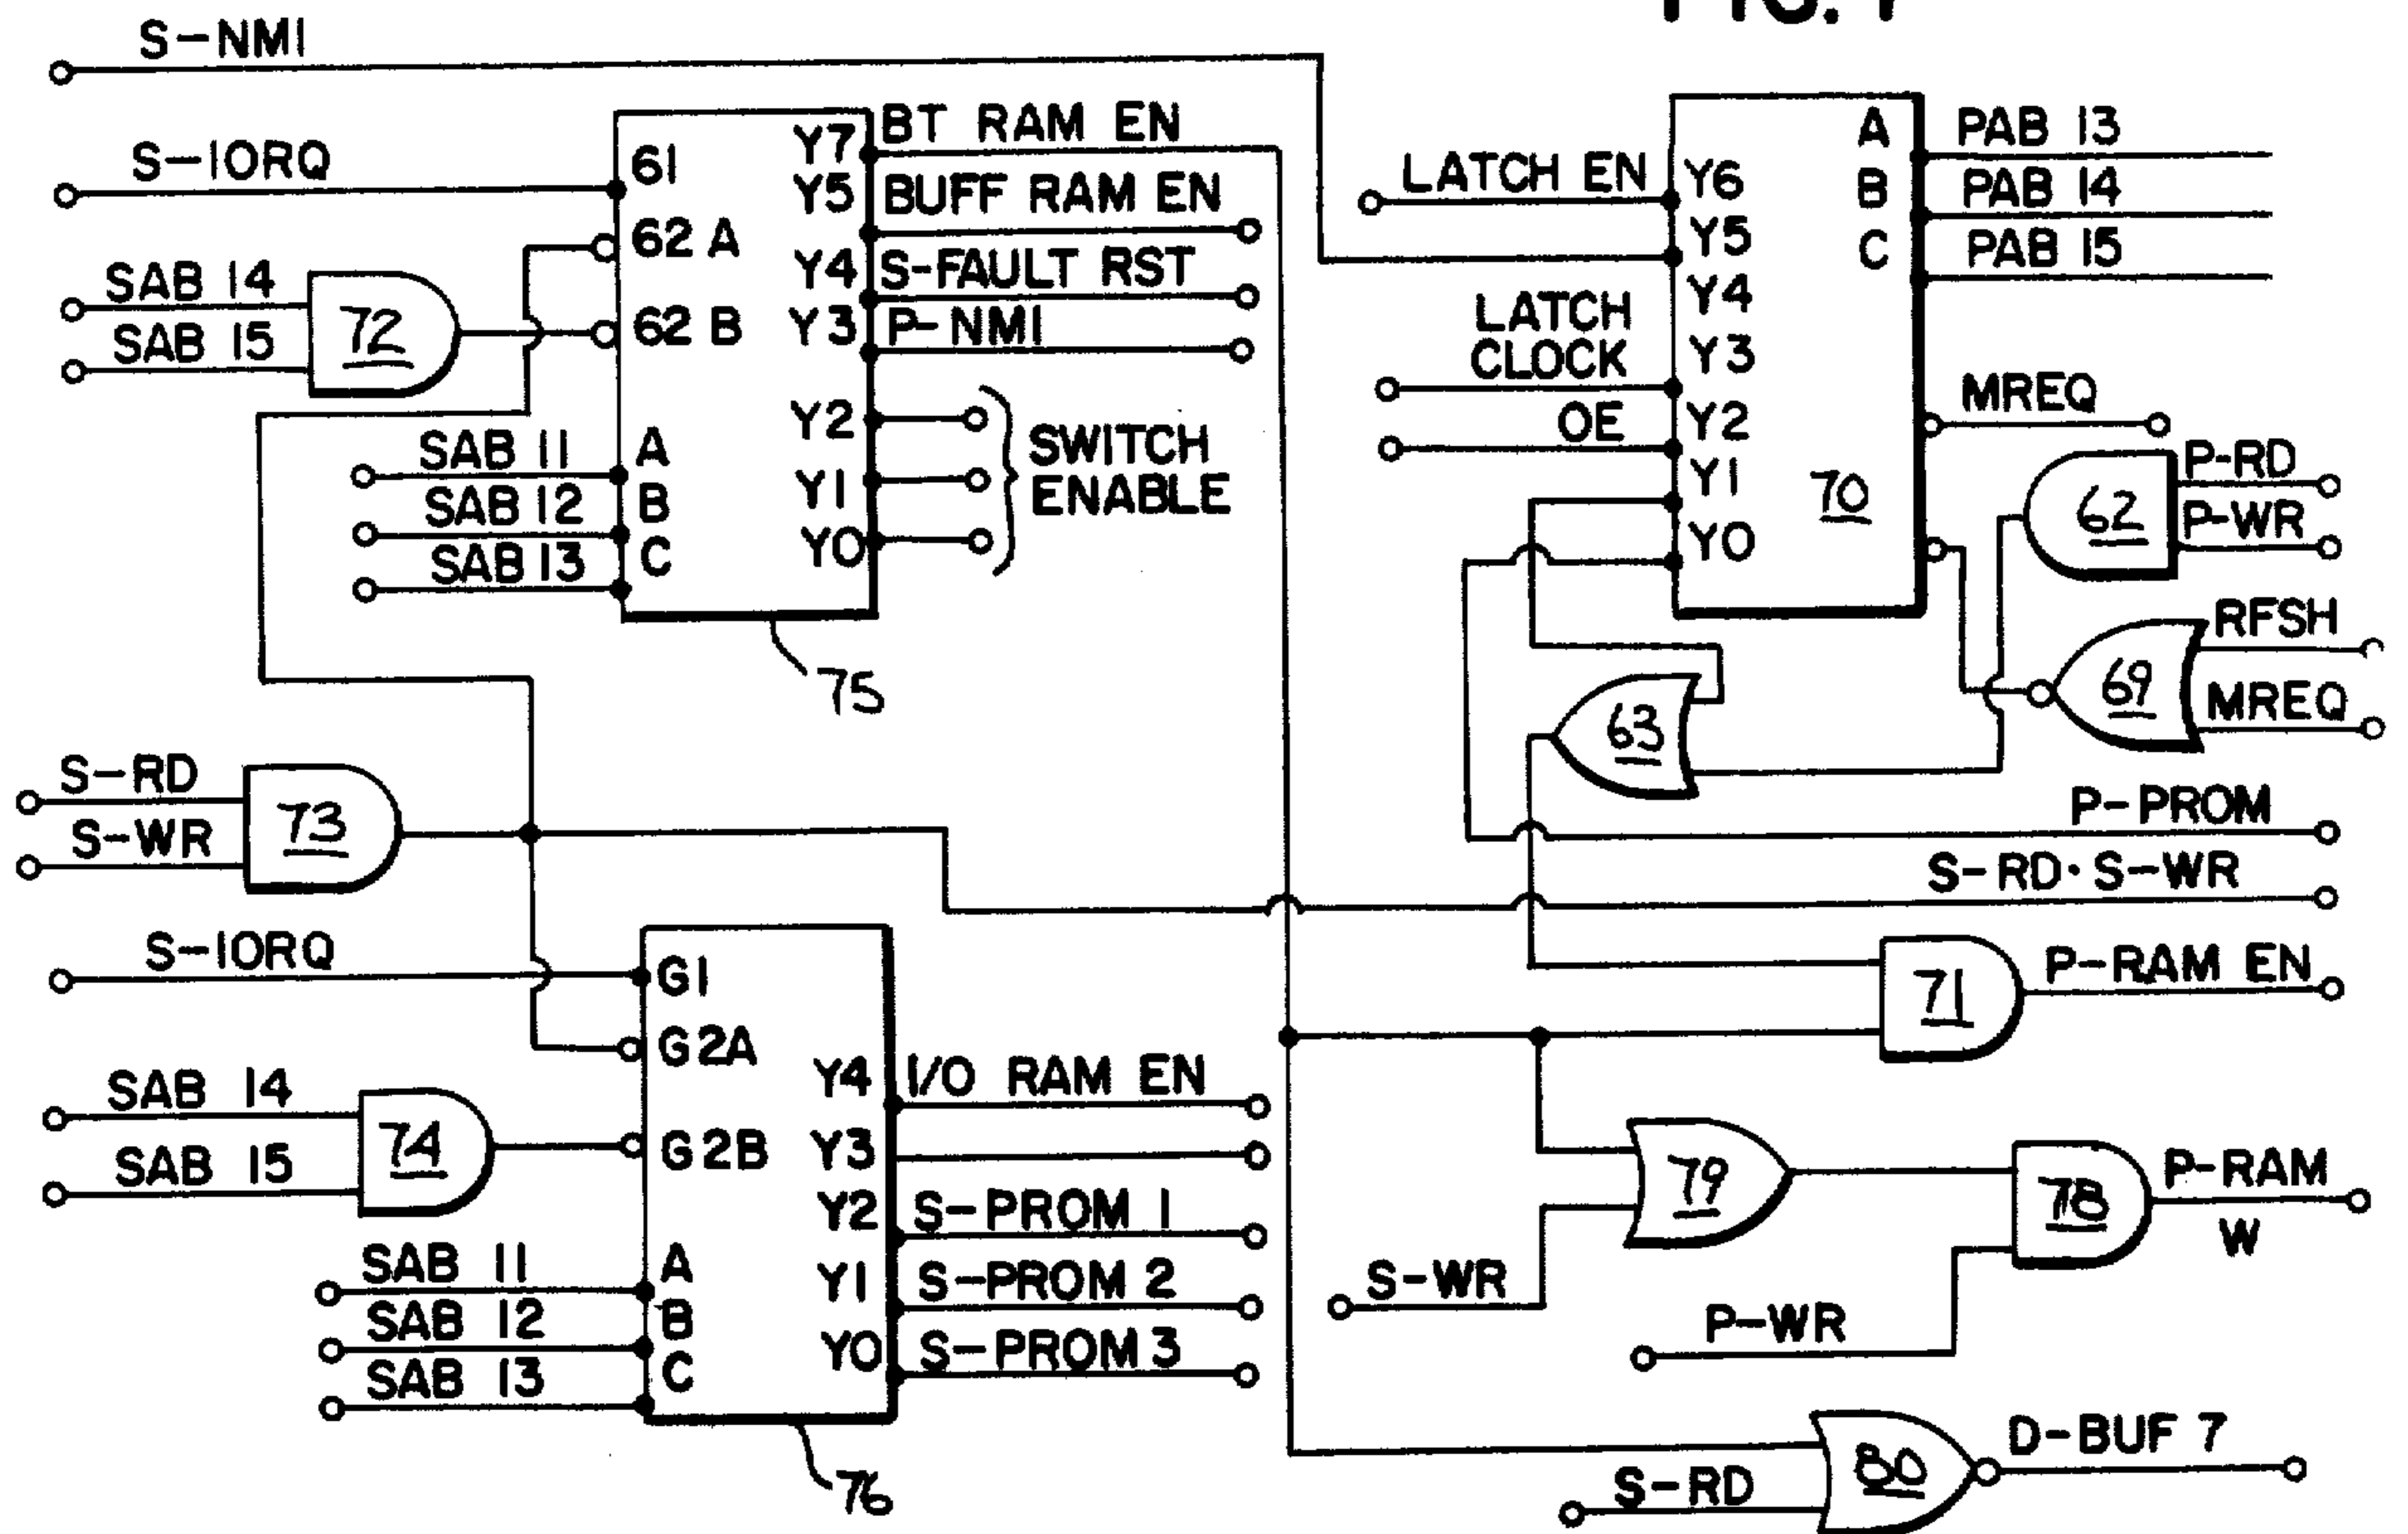 S-NMI
S-IORQ
61
62 A
62 B
SAB 14
SAB 15
72
SAB 11
SAB 12
SAB 13
A
B
C
Y7
Y5
Y4
Y3
Y2
Y1
Y0
BT RAM EN
BUFF RAM EN
S-FAULT RST
P-NMI
SWITCH
ENABLE
75
LATCH EN
LATCH
CLOCK
OE
Y6
Y5
Y4
Y3
Y2
Y1
Y0
A
B
C
70
PAB 13
PAB 14
PAB 15
MREQ
P-RD
P-WR
62
RFSH
MREQ
69
63
S-RD
S-WR
73
P-PROM
S-RD·S-WR
S-IORQ
G1
G2A
G2B
SAB 14
SAB 15
74
SAB 11
SAB 12
SAB 13
A
B
C
Y4
Y3
Y2
Y1
Y0
I/O RAM EN
S-PROM 1
S-PROM 2
S-PROM 3
76
71
P-RAM EN
79
S-WR
78
P-RAM
W
P-WR
80
S-RD
D-BUF 7